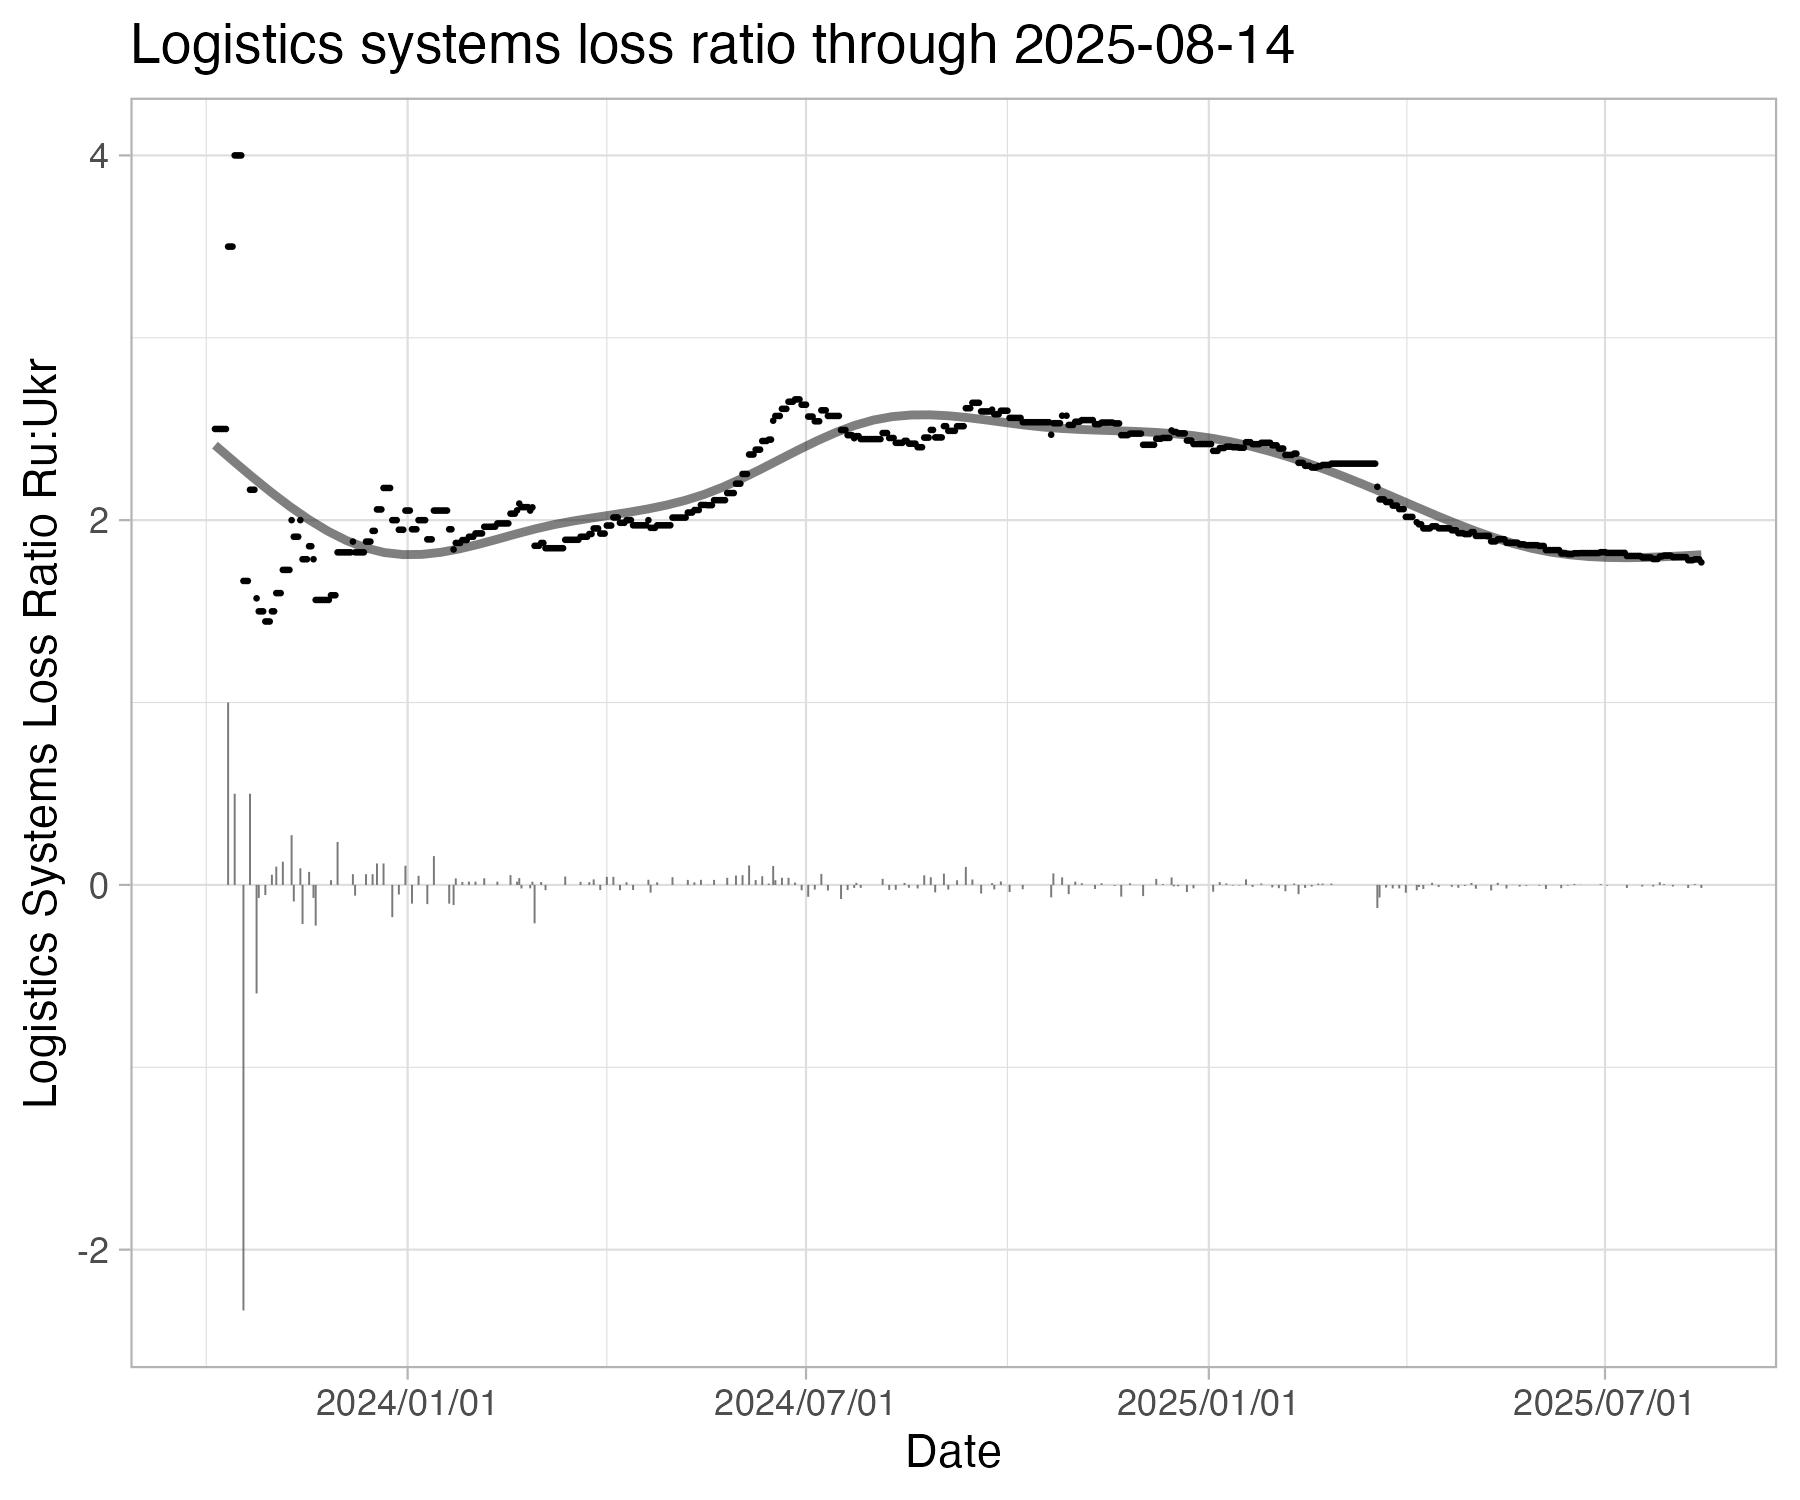 Logistics systems loss ratio through 2025-08-14
Logistics Systems Loss Ratio Ru:Ukr
4
2
0
-2
2024/01/01
2024/07/01
2025/01/01
2025/07/01
Date